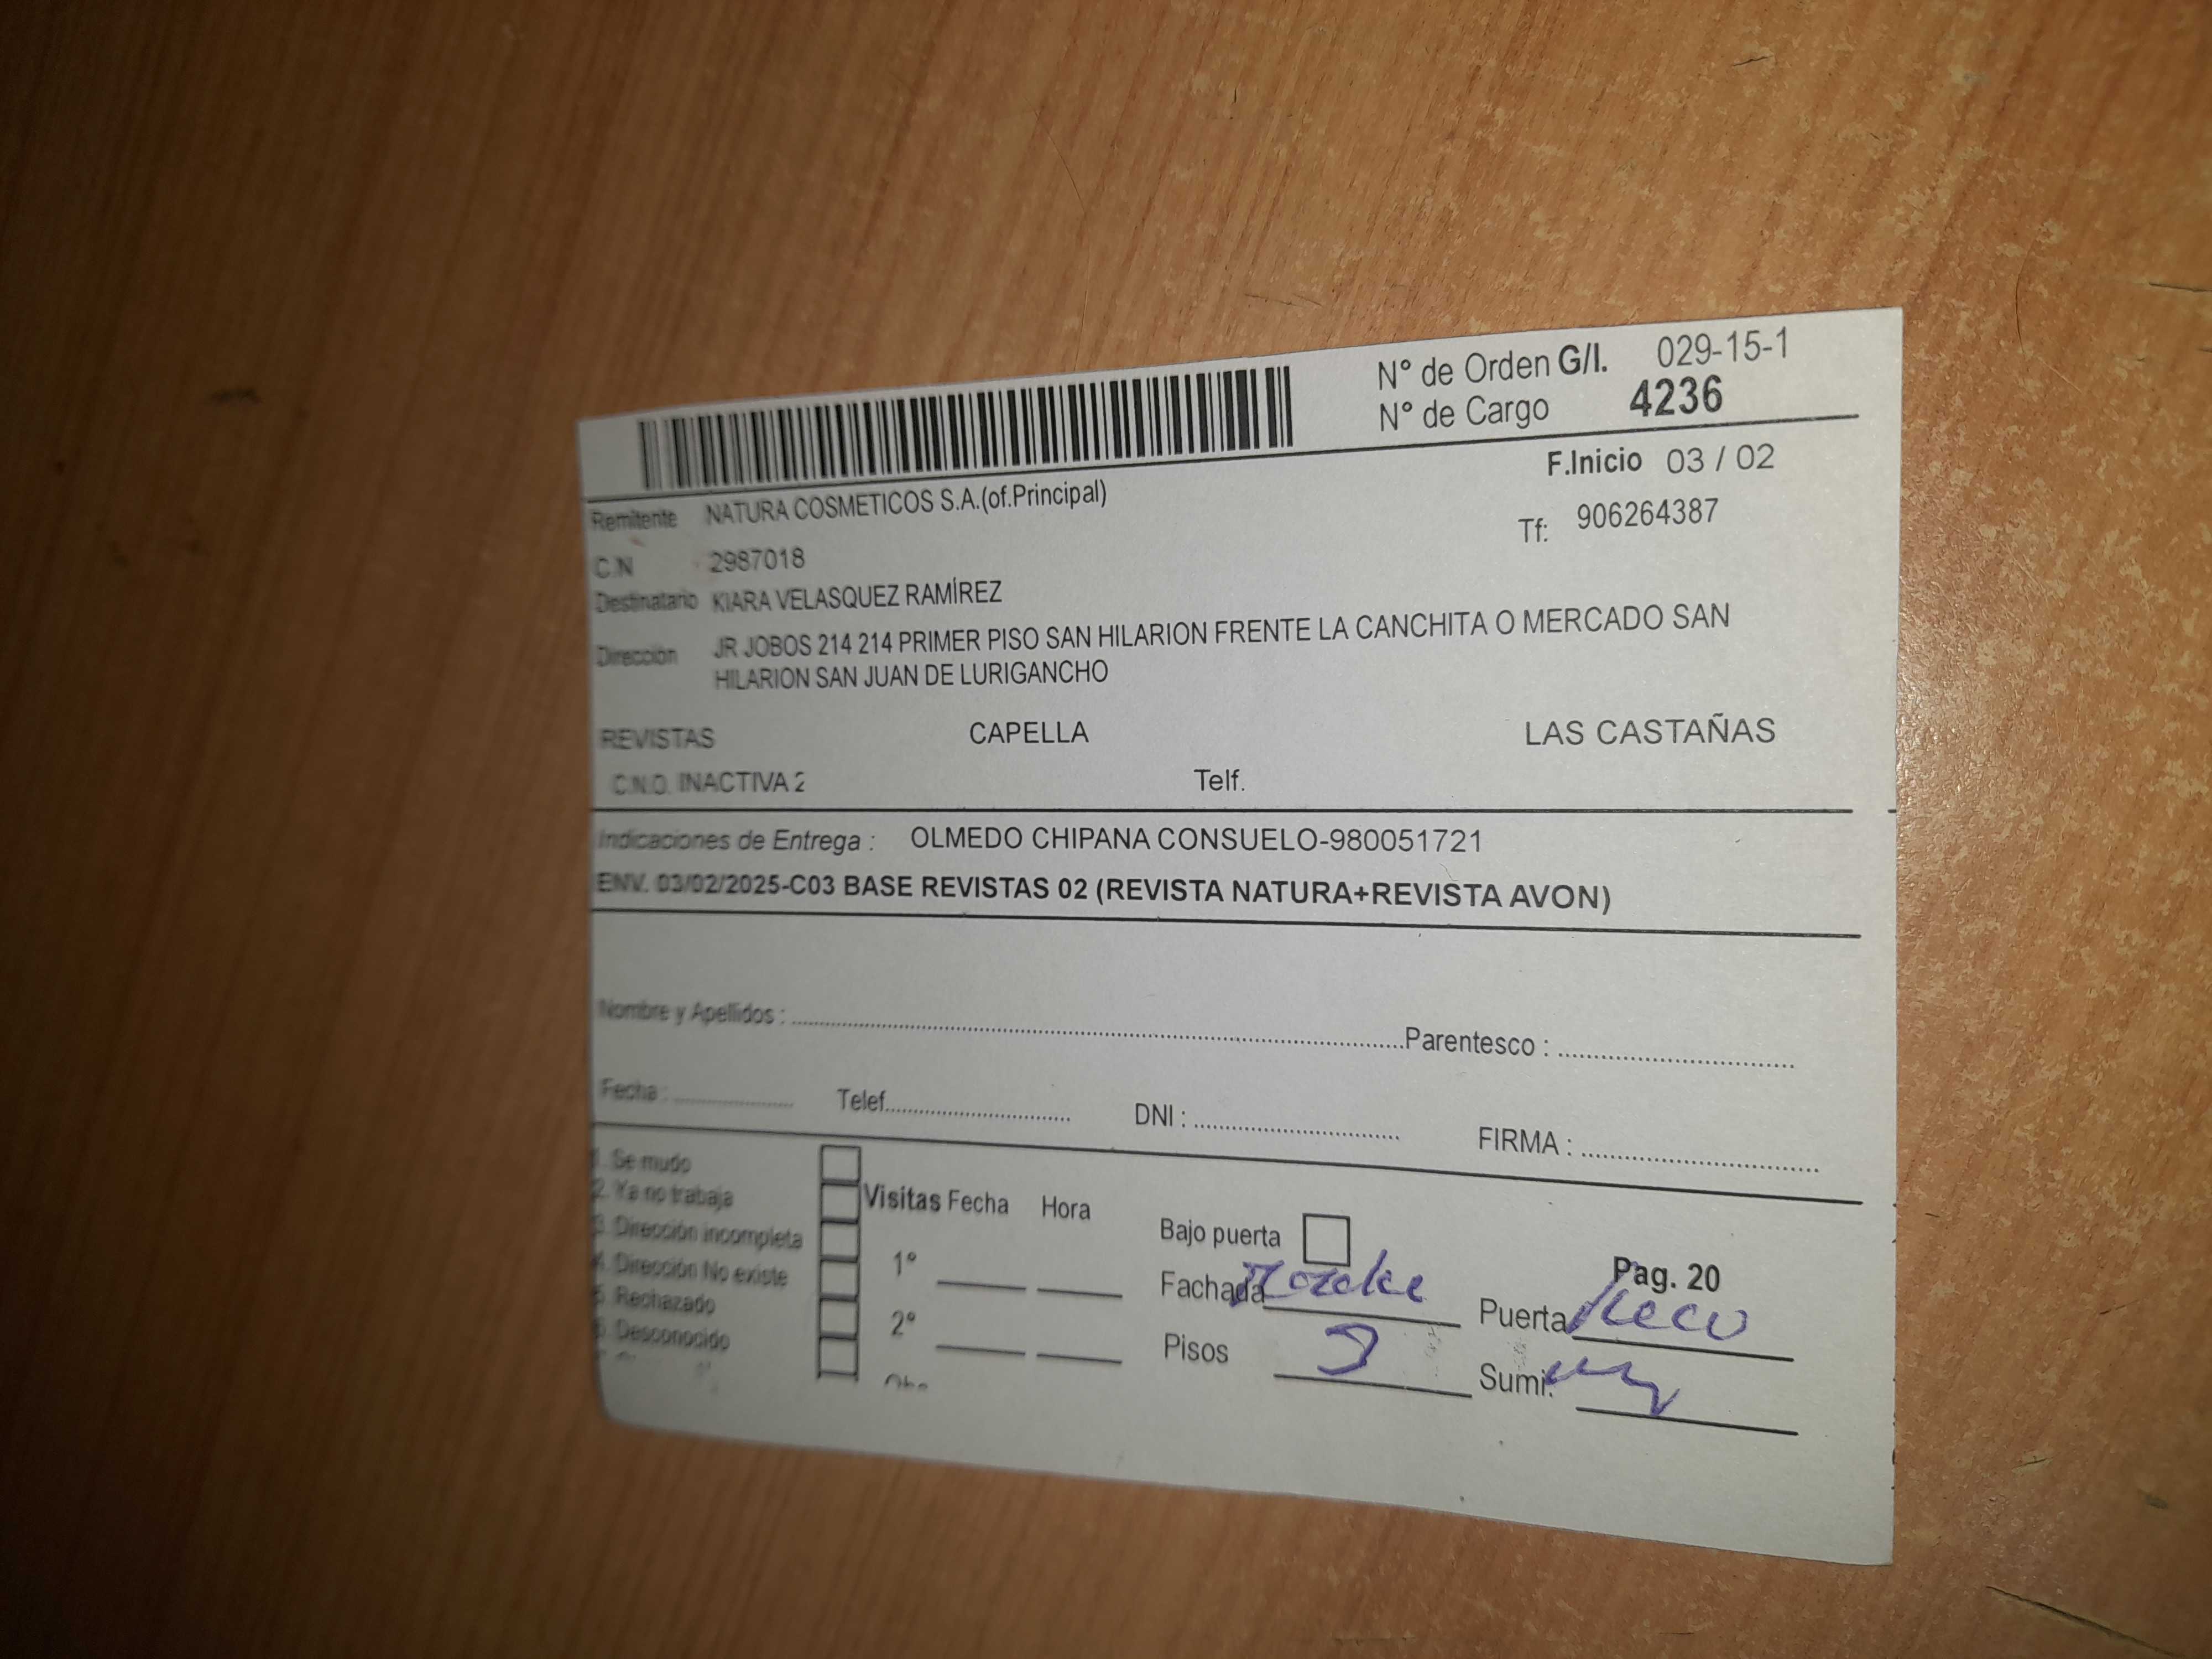 N° de Orden G/I. 029-15-1
N° de Cargo 4236
F.Inicio 03 / 02
Remitente NATURA COSMETICOS S.A.(of.Principal)
Tf: 906264387
C.N 2987018
Destinatario KIARA VELASQUEZ RAMÍREZ
Dirección JR JOBOS 214 214 PRIMER PISO SAN HILARION FRENTE LA CANCHITA O MERCADO SAN
HILARION SAN JUAN DE LURIGANCHO
REVISTAS CAPELLA LAS CASTAÑAS
C.N.O. INACTIVA 2 Telf.
Indicaciones de Entrega : OLMEDO CHIPANA CONSUELO-980051721
ENV. 03/02/2025-C03 BASE REVISTAS 02 (REVISTA NATURA+REVISTA AVON)
Nombre y Apellidos : Parentesco :
Fecha : Telef. DNI : FIRMA :
1. Se mudo
2. Ya no trabaja
3. Dirección incompleta
4. Dirección No existe
5. Rechazado
6. Desconocido
Visitas Fecha Hora
1°
2°
Bajo puerta
Pag. 20
Fachada
Puerta
Pisos
Sumi.